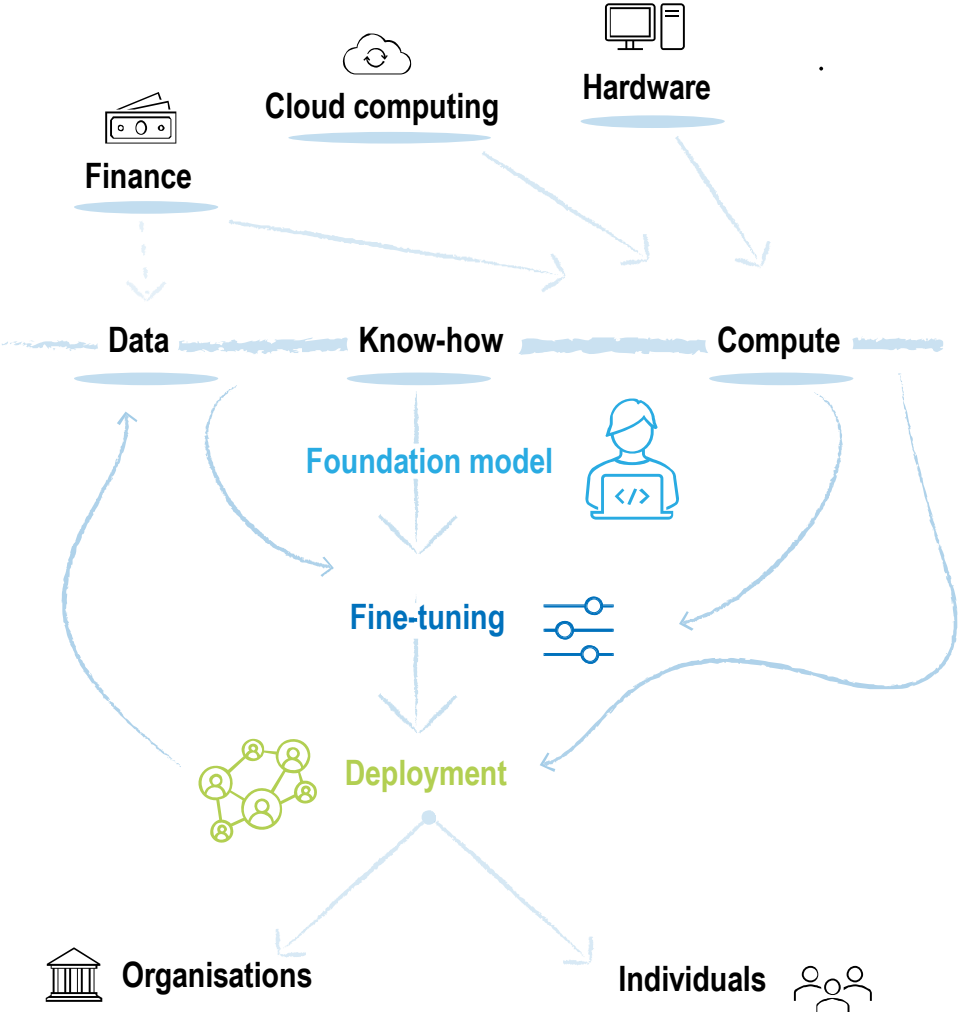 Hardware
Cloud computing
Finance
Data
Know-how
Compute
Foundation model
</>
Fine-tuning
Deployment
Organisations
Individuals